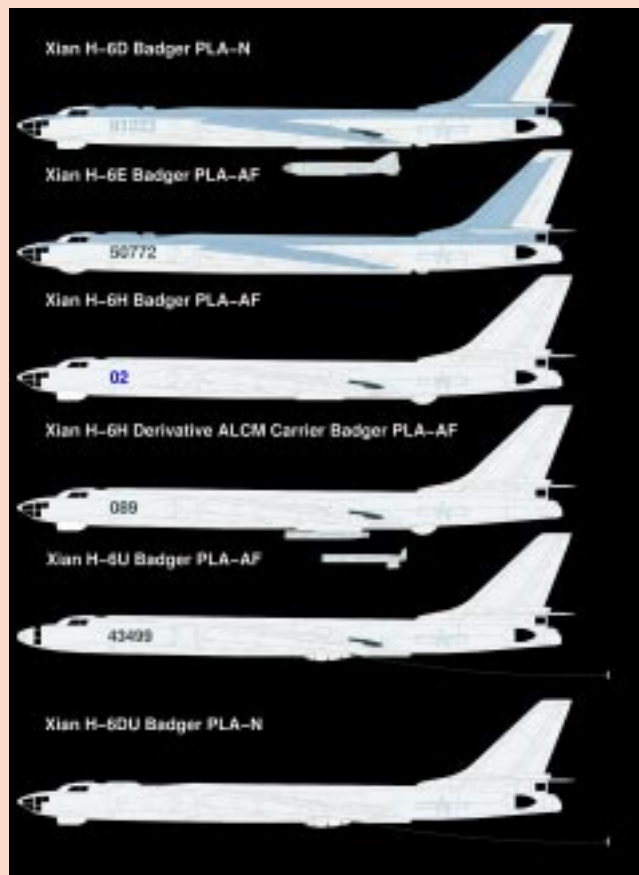 Xian H-6D Badger PLA-N
Xian H-6E Badger PLA-AF
50772
Xian H-6H Badger PLA-AF
02
Xian H-6H Derivative ALCM Carrier Badger PLA-AF
089
Xian H-6U Badger PLA-AF
43499
Xian H-6DU Badger PLA-N